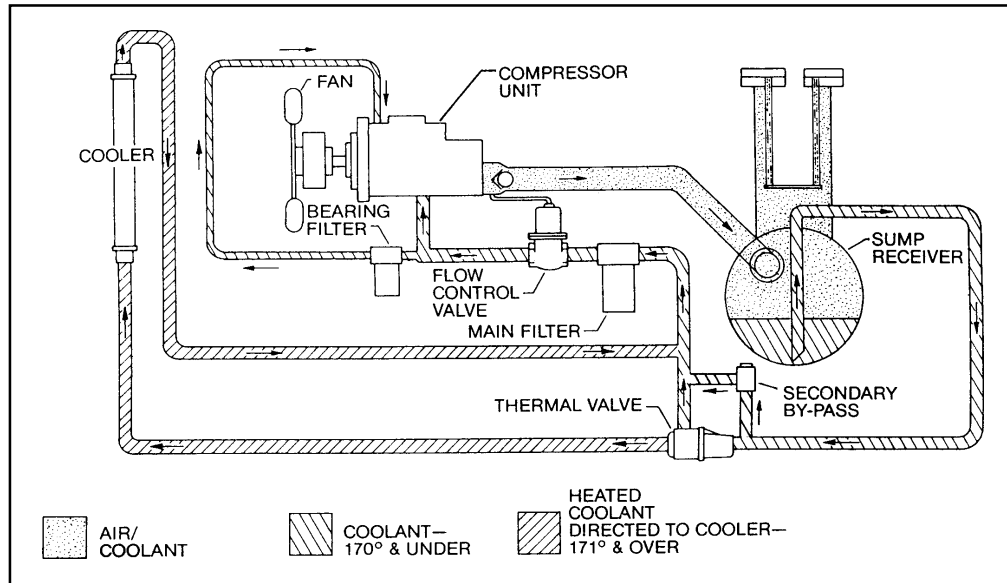 FAN
COMPRESSOR
UNIT
COOLER
BEARING
FILTER
SUMP
RECEIVER
FLOW
CONTROL
VALVE
MAIN FILTER
SECONDARY
BY-PASS
THERMAL VALVE
AIR/
COOLANT
COOLANT—
170° & UNDER
HEATED
COOLANT
DIRECTED TO COOLER—
171° & OVER